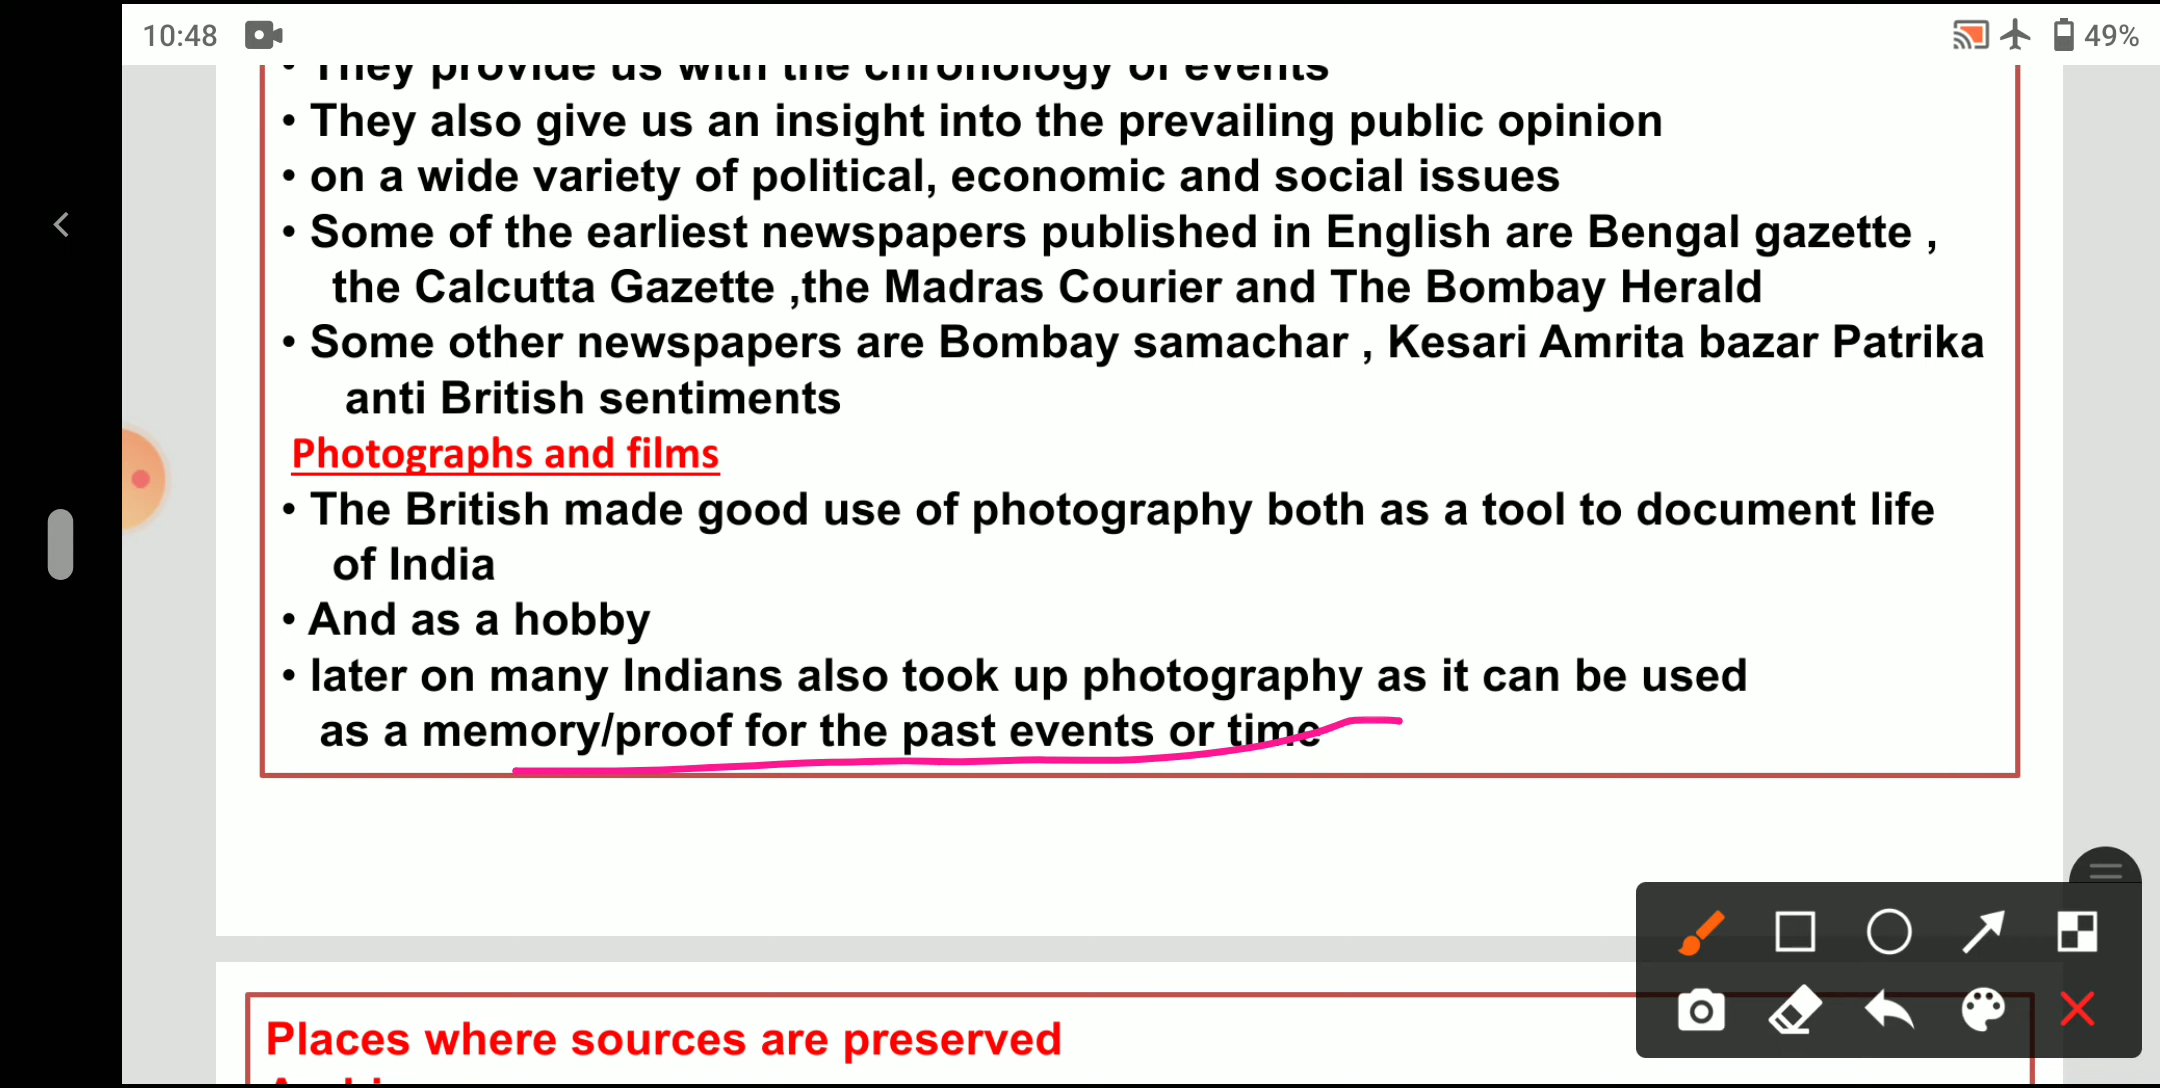 10:48
49%
• They provide us with the chronology of events
• They also give us an insight into the prevailing public opinion
• on a wide variety of political, economic and social issues
• Some of the earliest newspapers published in English are Bengal gazette ,
the Calcutta Gazette ,the Madras Courier and The Bombay Herald
• Some other newspapers are Bombay samachar , Kesari Amrita bazar Patrika
anti British sentiments
Photographs and films
• The British made good use of photography both as a tool to document life
of India
• And as a hobby
• later on many Indians also took up photography as it can be used
as a memory/proof for the past events or time
Places where sources are preserved